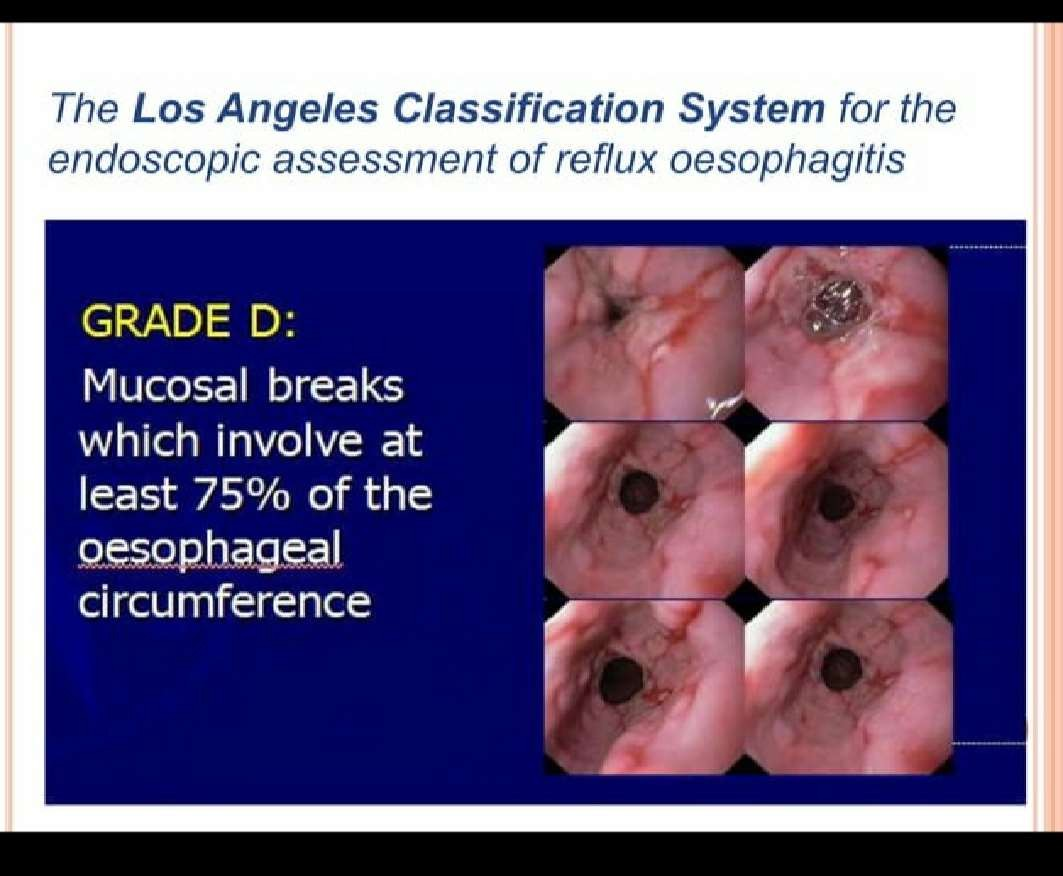 The Los Angeles Classification System for the
endoscopic assessment of reflux oesophagitis
GRADE D:
Mucosal breaks
which involve at
least 75% of the
oesophageal
circumference